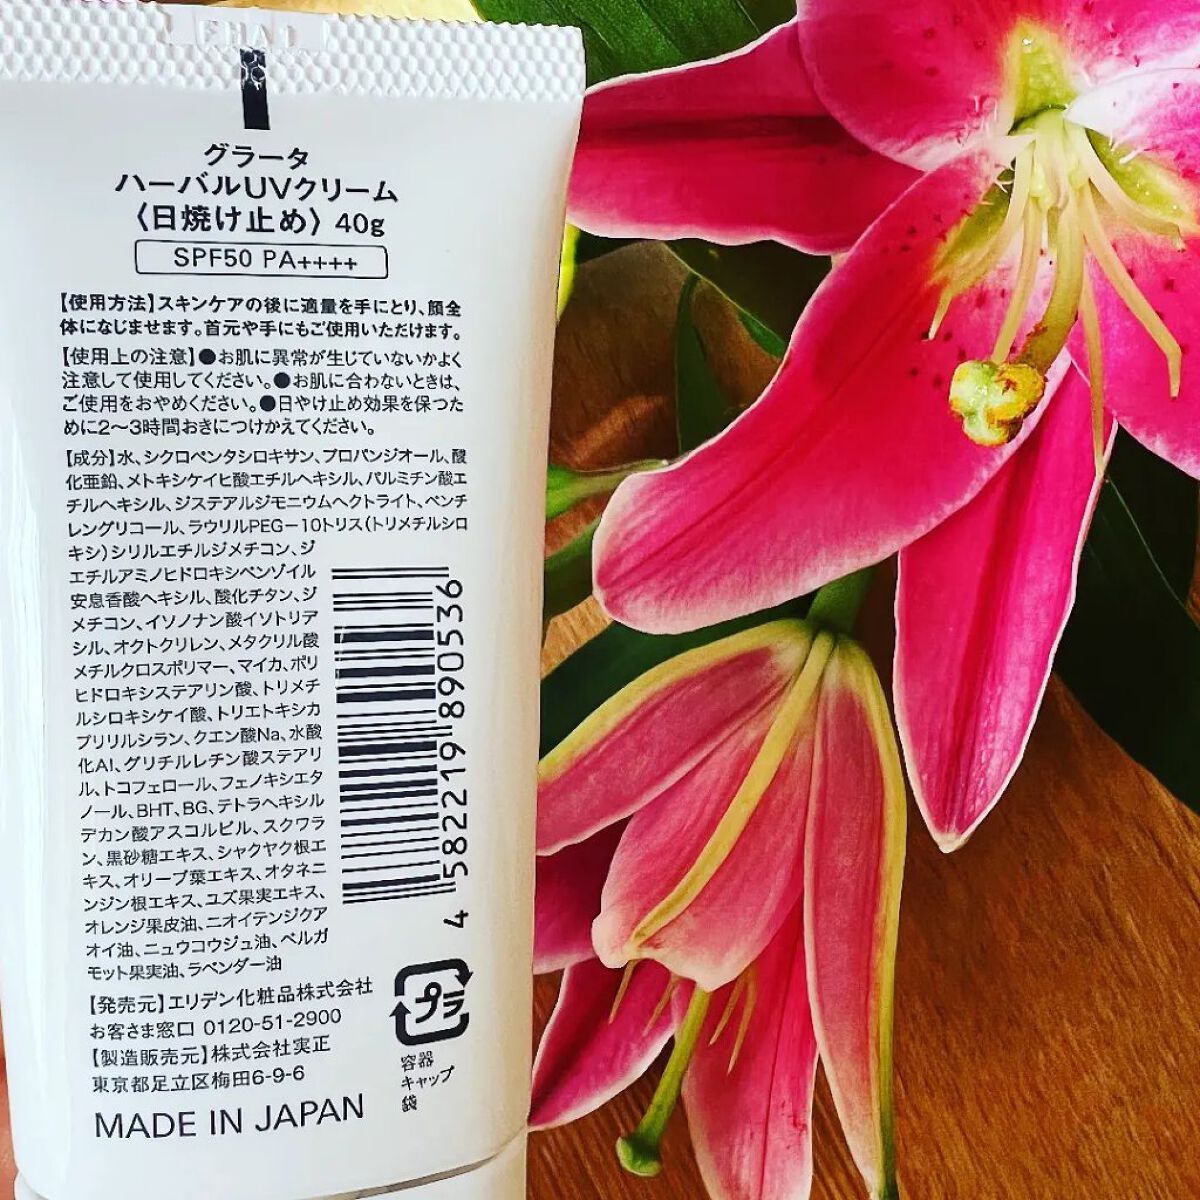 グラータ
ハーバルUVクリーム
〈日焼け止め〉 40g
SPF50 PA++++
【使用方法】スキンケアの後に適量を手にとり、顔全
体になじませます。首元や手にもご使用いただけます。
【使用上の注意】●お肌に異常が生じていないかよく
注意して使用してください。●お肌に合わないときは、
ご使用をおやめください。●日やけ止め効果を保つた
めに2～3時間おきにつけかえてください。
【成分】水、シクロペンタシロキサン、プロパンジオール、酸
化亜鉛、メトキシケイヒ酸エチルヘキシル、パルミチン酸エ
チルヘキシル、ジステアルジモニウムヘクトライト、ペンチ
レングリコール、ラウリルPEG－10トリス（トリメチルシロ
キシ）シリルエチルジメチコン、ジ
エチルアミノヒドロキシベンゾイル
安息香酸ヘキシル、酸化チタン、ジ
メチコン、イソノナン酸イソトリデ
シル、オクトクリレン、メタクリル酸
メチルクロスポリマー、マイカ、ポリ
ヒドロキシステアリン酸、トリメチ
ルシロキシケイ酸、トリエトキシカ
プリリルシラン、クエン酸Na、水酸
化Al、グリチルレチン酸ステアリ
ル、トコフェロール、フェノキシエタ
ノール、BHT、BG、テトラヘキシル
デカン酸アスコルビル、スクワラ
ン、黒砂糖エキス、シャクヤク根エ
キス、オリーブ葉エキス、オタネニ
ンジン根エキス、ユズ果実エキス、
オレンジ果皮油、ニオイテンジクア
オイ油、ニュウコウジュ油、ベルガ
モット果実油、ラベンダー油
4 582219 890536
【発売元】エリデン化粧品株式会社
お客さま窓口 0120-51-2900
【製造販売元】株式会社実正
東京都足立区梅田6-9-6
MADE IN JAPAN
プラ
容器
キャップ
袋